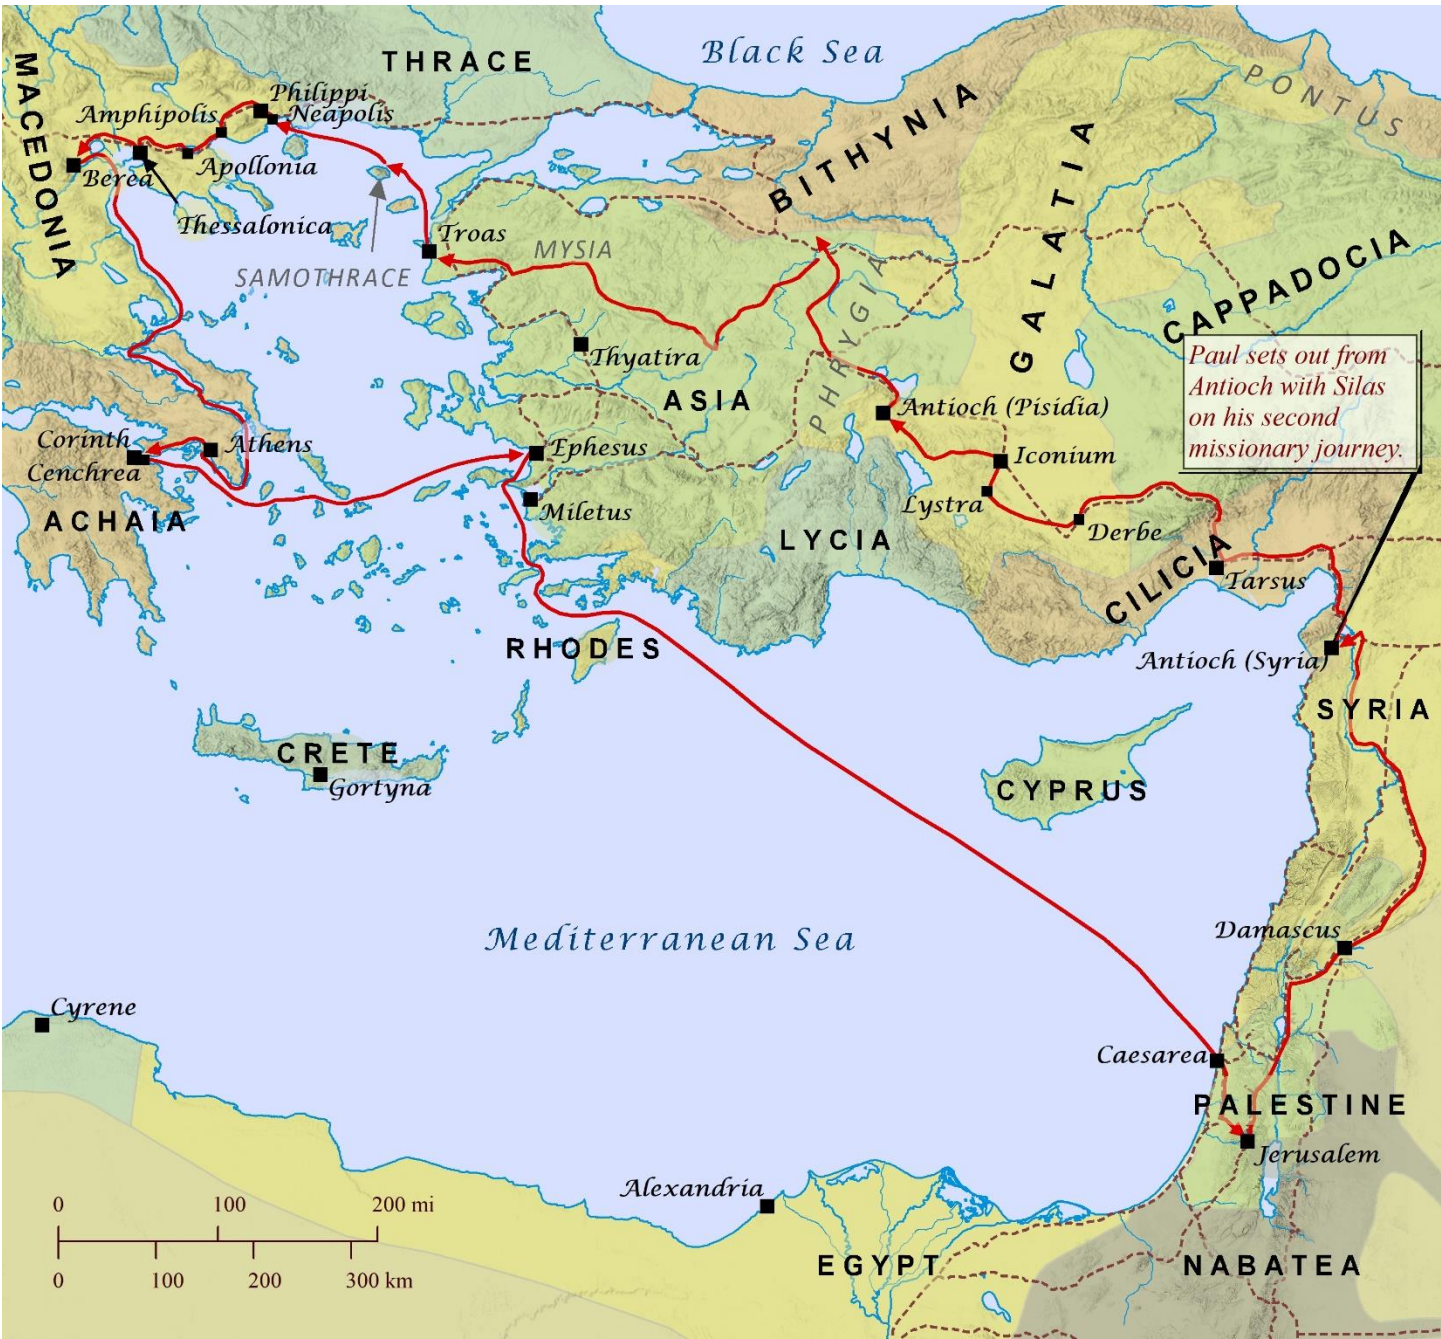 Black Sea
THRACE
MACEDONIA
Philippi
Neapolis
Amphipolis
Apollonia
Berea
Thessalonica
SAMOTHRACE
Troas
MYSIA
BITHYNIA
PONTUS
GALATIA
PHRYGIA
CAPPADOCIA
Paul sets out from
Antioch with Silas
on his second
missionary journey.
Thyatira
ASIA
Antioch (Pisidia)
Corinth
Cenchrea
Athens
Ephesus
Iconium
ACHAIA
Miletus
Lystra
Derbe
LYCIA
CILICIA
Tarsus
RHODES
Antioch (Syria)
SYRIA
CRETE
Gortyna
CYPRUS
Mediterranean Sea
Damascus
Cyrene
Caesarea
PALESTINE
Jerusalem
Alexandria
EGYPT
NABATEA
0 100 200 mi
0 100 200 300 km